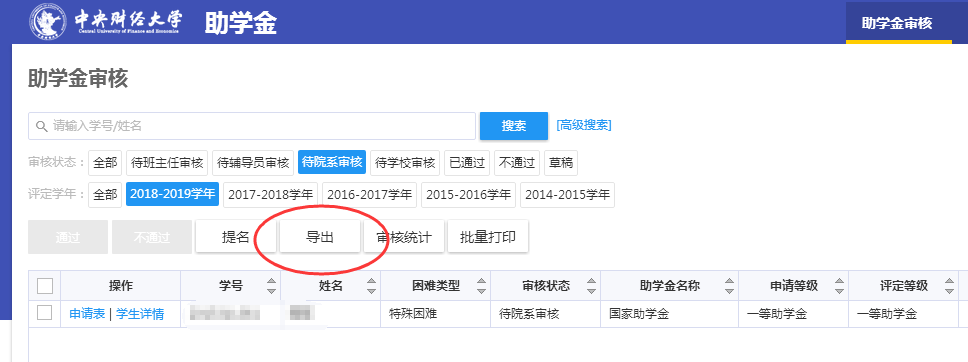 中央财经大学 助学金 助学金审核
Central University of Finance and Economics
助学金审核
请输入学号/姓名 搜索 [高级搜索]
审核状态： 全部 待班主任审核 待辅导员审核 待院系审核 待学校审核 已通过 不通过 草稿
评定学年： 全部 2018-2019学年 2017-2018学年 2016-2017学年 2015-2016学年 2014-2015学年
通过 不通过 提名 导出 审核统计 批量打印
操作 学号 姓名 困难类型 审核状态 助学金名称 申请等级 评定等级
申请表 | 学生详情 特殊困难 待院系审核 国家助学金 一等助学金 一等助学金